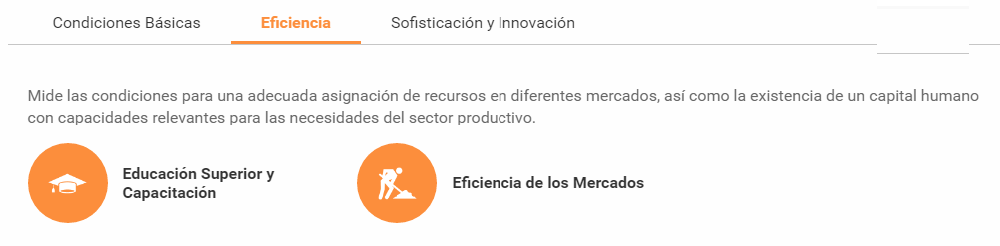 Condiciones Básicas Eficiencia Sofisticación y Innovación
Mide las condiciones para una adecuada asignación de recursos en diferentes mercados, así como la existencia de un capital humano
con capacidades relevantes para las necesidades del sector productivo.
Educación Superior y
Capacitación
Eficiencia de los Mercados